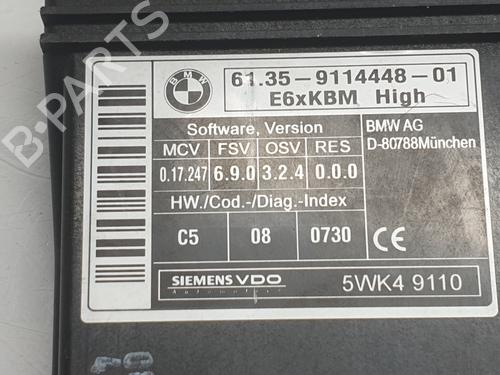 B-PARTS
BMW
61.35-9114448-01
E6xKBM High
Software, Version
MCV FSV OSV RES
0.17.247 6.9.0 3.2.4 0.0.0
BMW AG
D-80788München
HW./Cod.-/Diag.-Index
C5 08 0730
CE
SIEMENS VDO
Automotive
5WK4 9110